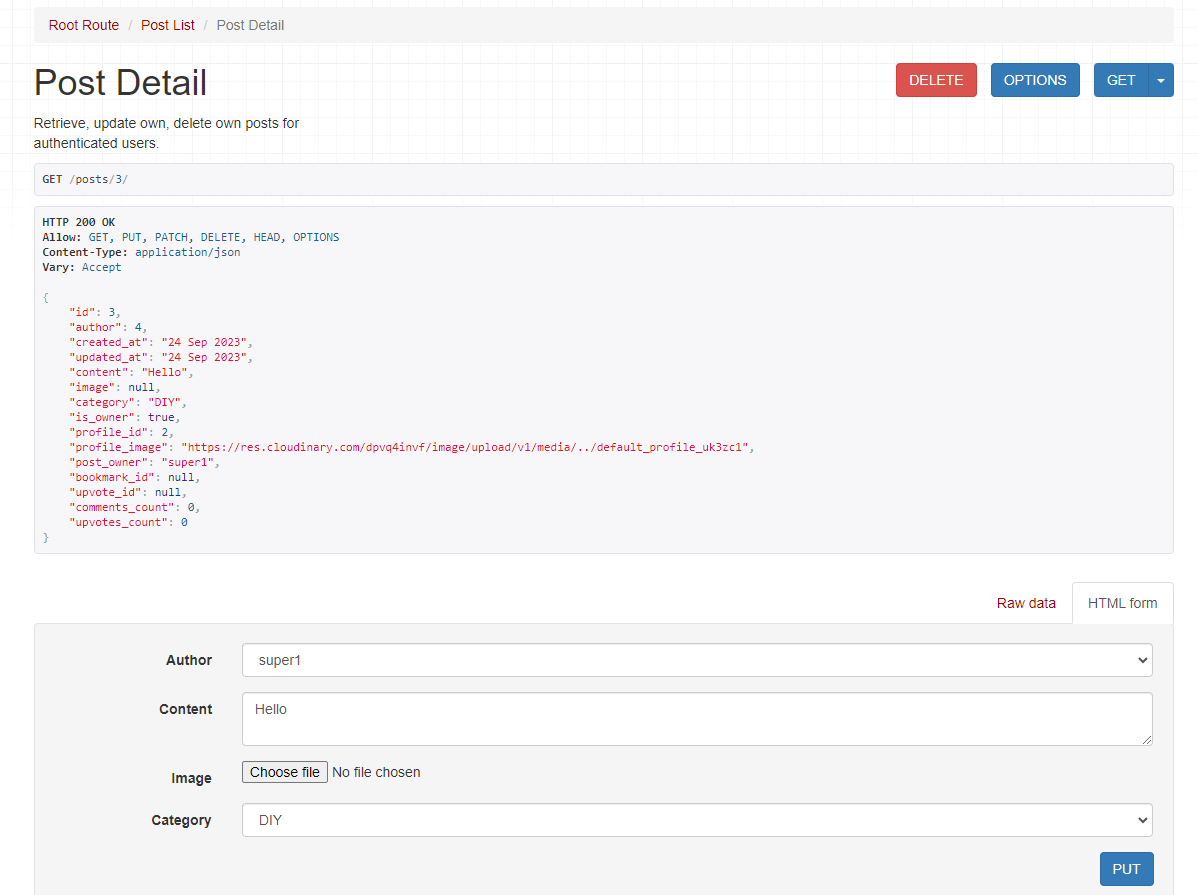 Root Route / Post List / Post Detail
Post Detail
DELETE OPTIONS GET
Retrieve, update own, delete own posts for
authenticated users.
GET /posts/3/
HTTP 200 OK
Allow: GET, PUT, PATCH, DELETE, HEAD, OPTIONS
Content-Type: application/json
Vary: Accept
{
"id": 3,
"author": 4,
"created_at": "24 Sep 2023",
"updated_at": "24 Sep 2023",
"content": "Hello",
"image": null,
"category": "DIY",
"is_owner": true,
"profile_id": 2,
"profile_image": "https://res.cloudinary.com/dpvq4invf/image/upload/v1/media/../default_profile_uk3zc1",
"post_owner": "super1",
"bookmark_id": null,
"upvote_id": null,
"comments_count": 0,
"upvotes_count": 0
}
Raw data HTML form
Author super1
Content Hello
Image Choose file No file chosen
Category DIY
PUT